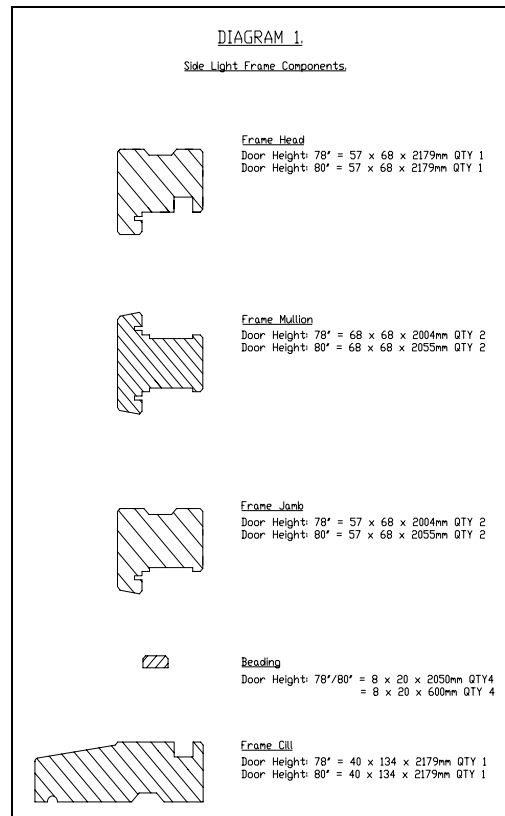 DIAGRAM 1.
Side Light Frame Components.
Frame Head
Door Height: 78" = 57 x 68 x 2179mm QTY 1
Door Height: 80" = 57 x 68 x 2179mm QTY 1
Frame Mullion
Door Height: 78" = 68 x 68 x 2004mm QTY 2
Door Height: 80" = 68 x 68 x 2055mm QTY 2
Frame Jamb
Door Height: 78" = 57 x 68 x 2004mm QTY 2
Door Height: 80" = 57 x 68 x 2055mm QTY 2
Beading
Door Height: 78"/80" = 8 x 20 x 2050mm QTY4
= 8 x 20 x 600mm QTY 4
Frame Cill
Door Height: 78" = 40 x 134 x 2179mm QTY 1
Door Height: 80" = 40 x 134 x 2179mm QTY 1